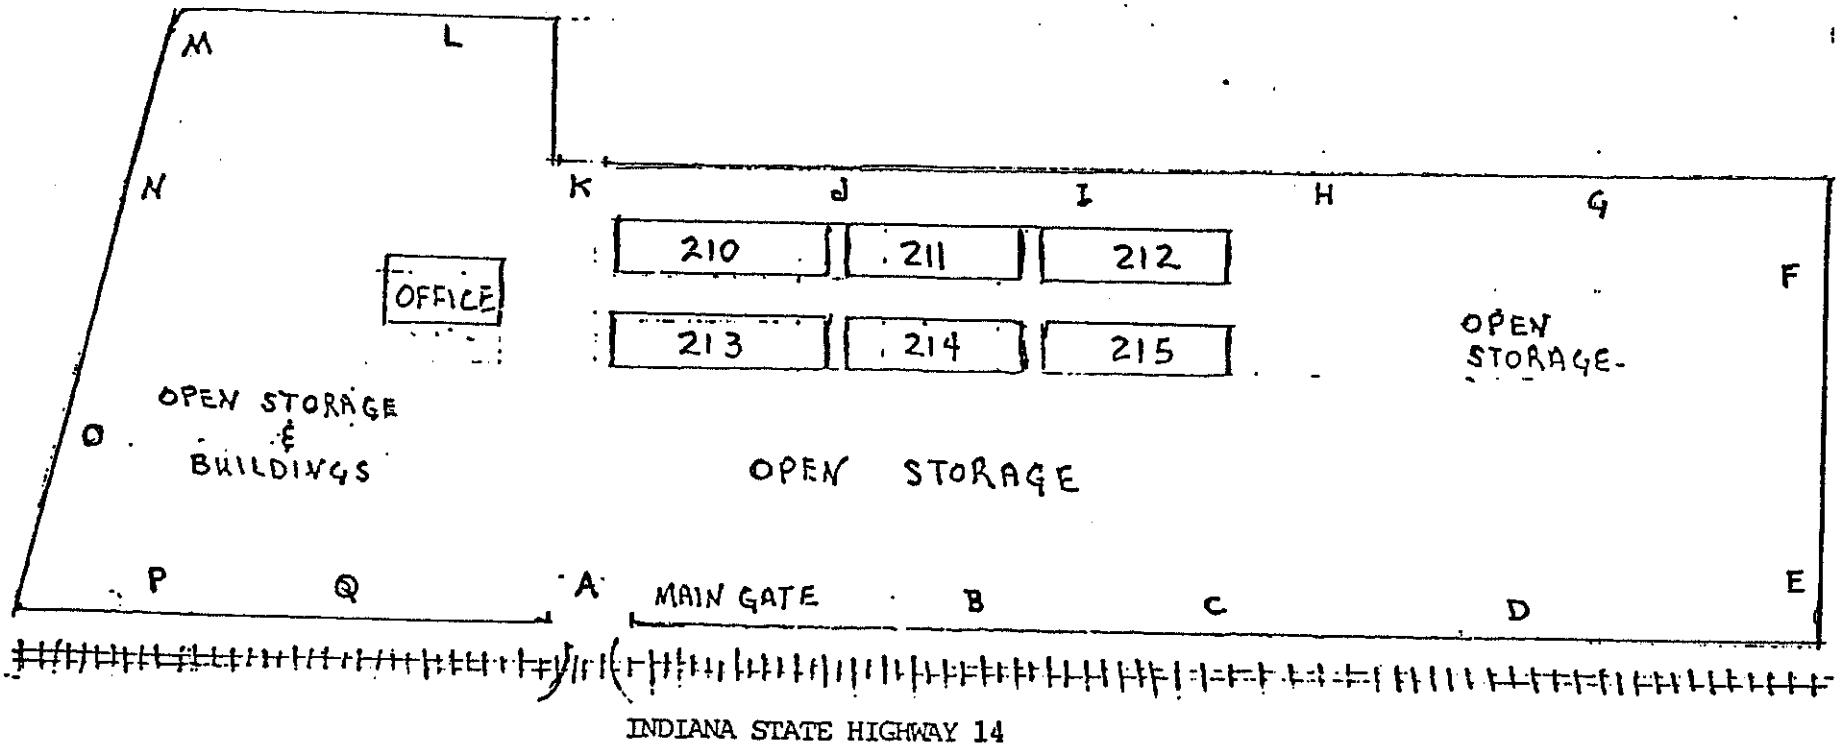 M
L
N
K
J
I
H
G
210
211
212
F
OFFICE
213
214
215
OPEN
STORAGE
OPEN STORAGE
&
BUILDINGS
O
OPEN STORAGE
P
Q
A
MAIN GATE
B
C
D
E
INDIANA STATE HIGHWAY 14